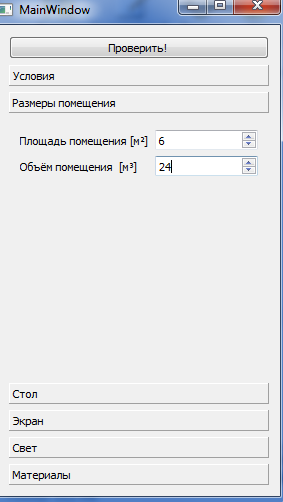 MainWindow
Проверить!
Условия
Размеры помещения
Площадь помещения [м²] 6
Объём помещения [м³] 24
Стол
Экран
Свет
Материалы